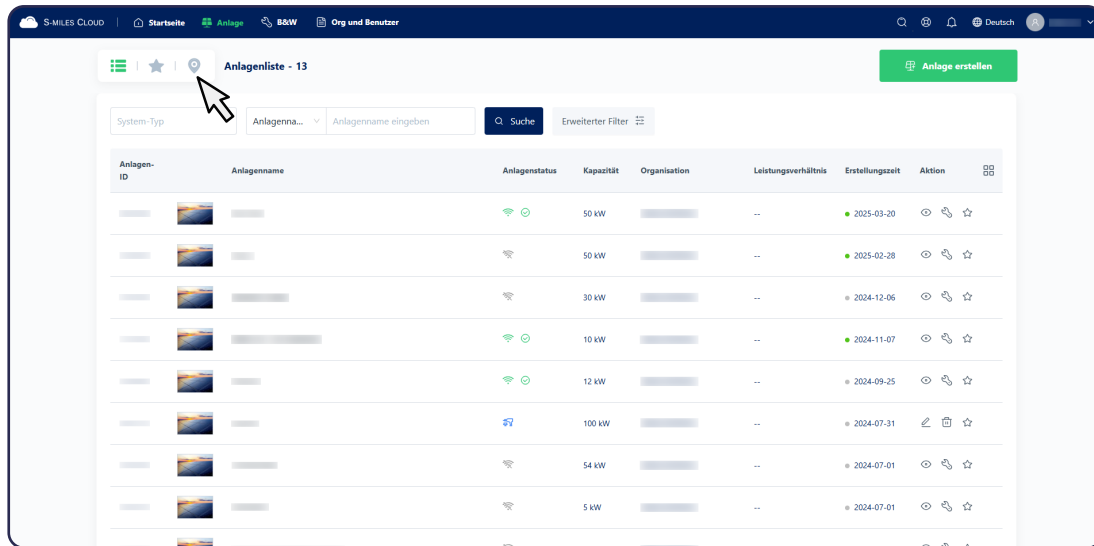 S-MILES CLOUD | Startseite Anlage B&W Org und Benutzer Deutsch A
Anlagenliste - 13 Anlage erstellen
System-Typ Anlagenna... Anlagenname eingeben Suche Erweiterter Filter
Anlagen-ID Anlagenname Anlagenstatus Kapazität Organisation Leistungsverhältnis Erstellungszeit Aktion
50 kW -- 2025-03-20
50 kW -- 2025-02-28
30 kW -- 2024-12-06
10 kW -- 2024-11-07
12 kW -- 2024-09-25
100 kW -- 2024-07-31
54 kW -- 2024-07-01
5 kW -- 2024-07-01